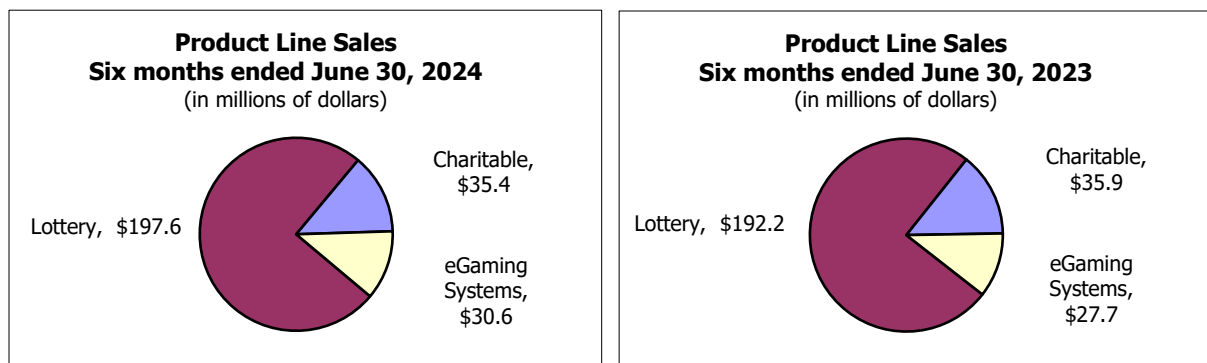 Product Line Sales
Six months ended June 30, 2024
(in millions of dollars)
Charitable,
$35.4
Lottery,  $197.6
eGaming
Systems,
$30.6
Product Line Sales
Six months ended June 30, 2023
(in millions of dollars)
Charitable,
$35.9
Lottery,  $192.2
eGaming
Systems,
$27.7